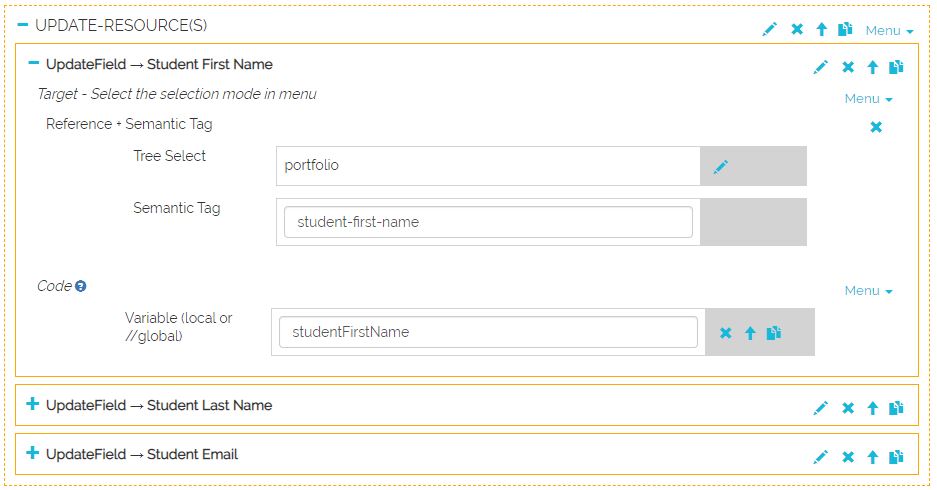 UPDATE-RESOURCE(S)
Menu
UpdateField → Student First Name
Target - Select the selection mode in menu
Menu
Reference + Semantic Tag
Tree Select
portfolio
Semantic Tag
student-first-name
Code
Menu
Variable (local or
//global)
studentFirstName
UpdateField → Student Last Name
UpdateField → Student Email